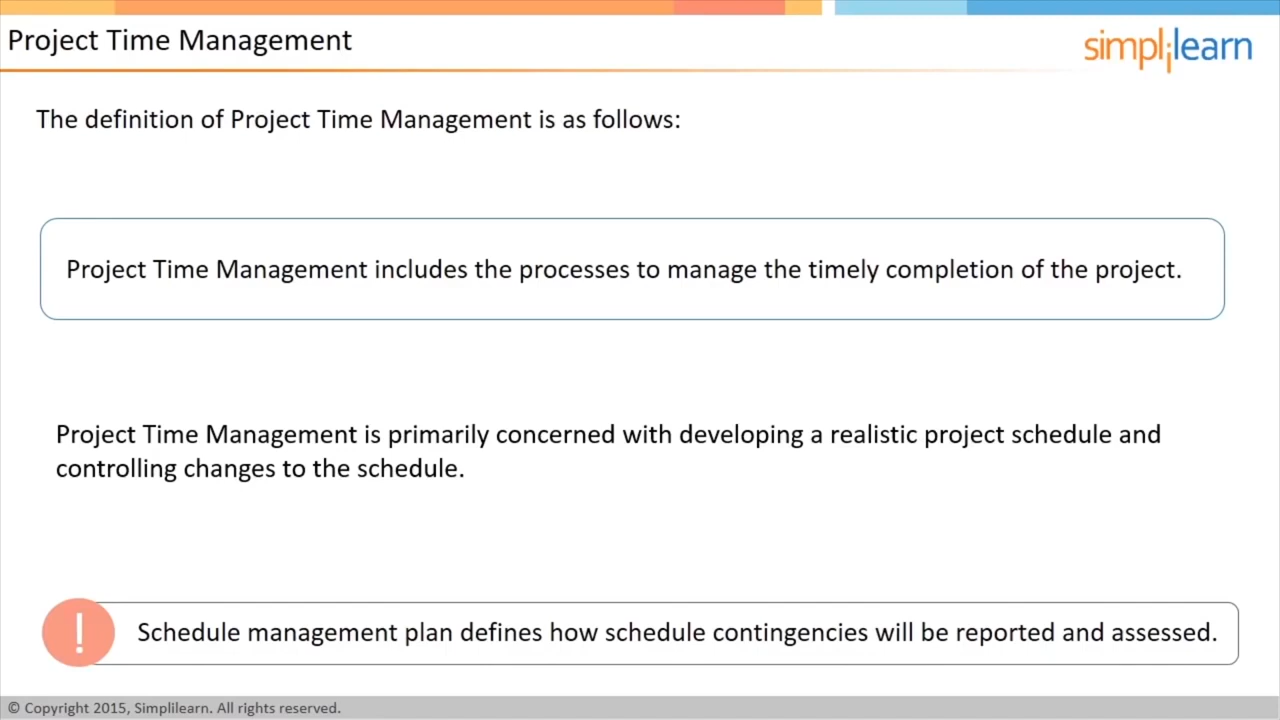 Project Time Management
simplilearn
The definition of Project Time Management is as follows:
Project Time Management includes the processes to manage the timely completion of the project.
Project Time Management is primarily concerned with developing a realistic project schedule and
controlling changes to the schedule.
!
Schedule management plan defines how schedule contingencies will be reported and assessed.
© Copyright 2015, Simplilearn. All rights reserved.